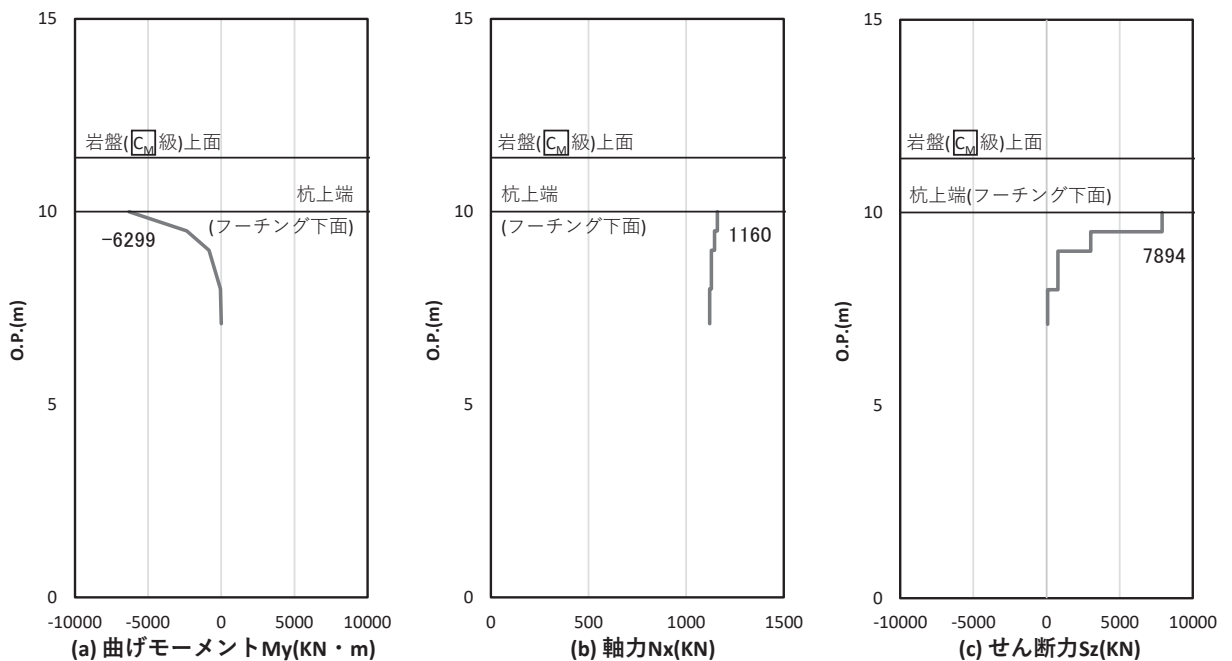 15
岩盤(CM級)上面
杭上端
10
(フーチング下面)
-6299
O.P.(m)
5
0
-10000 -5000 0 5000 10000
(a) 曲げモーメントMy(KN・m)
15
岩盤(CM級)上面
杭上端
10
(フーチング下面)
1160
O.P.(m)
5
0
0 500 1000 1500
(b) 軸力Nx(KN)
15
岩盤(CM級)上面
杭上端(フーチング下面)
10
7894
O.P.(m)
5
0
-10000 -5000 0 5000 10000
(c) せん断力Sz(KN)